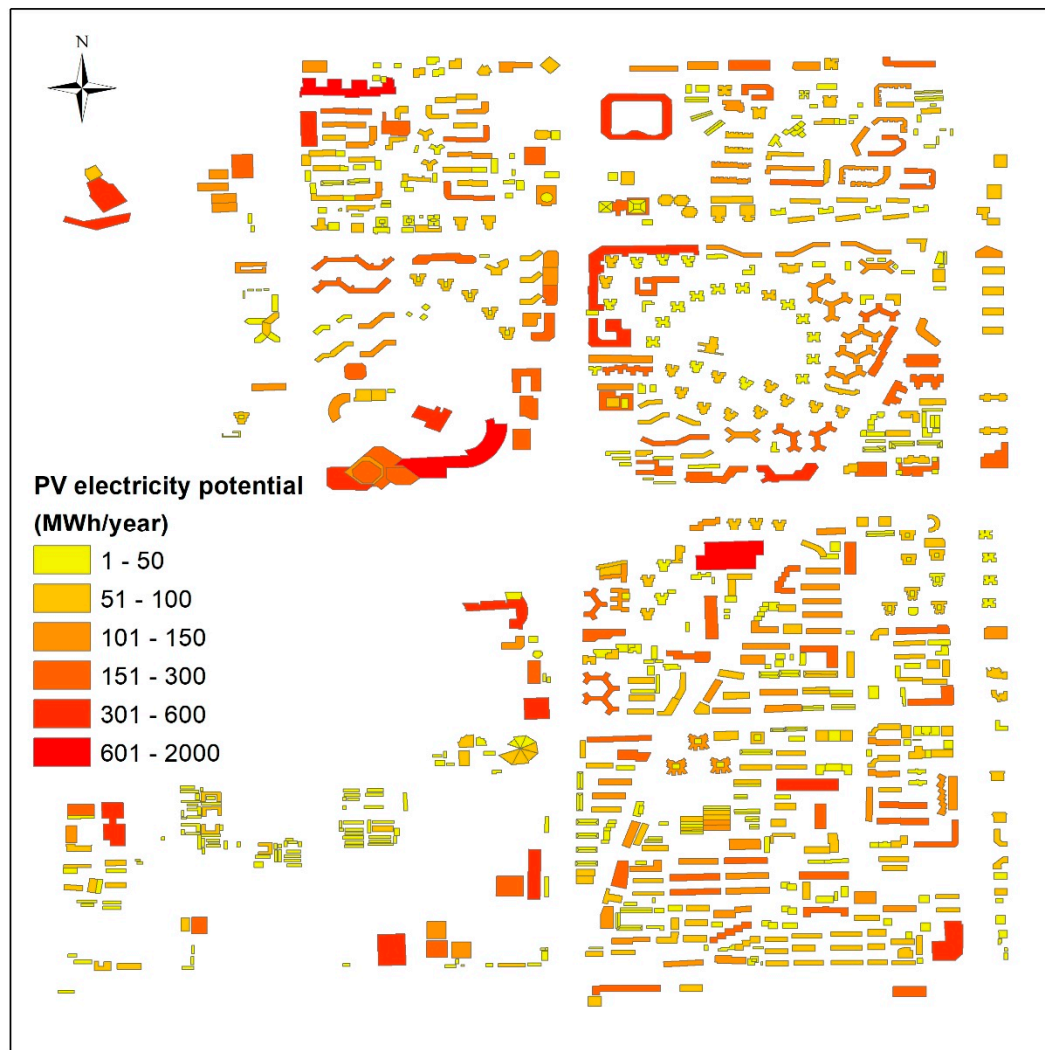 N
PV electricity potential
(MWh/year)
1 - 50
51 - 100
101 - 150
151 - 300
301 - 600
601 - 2000